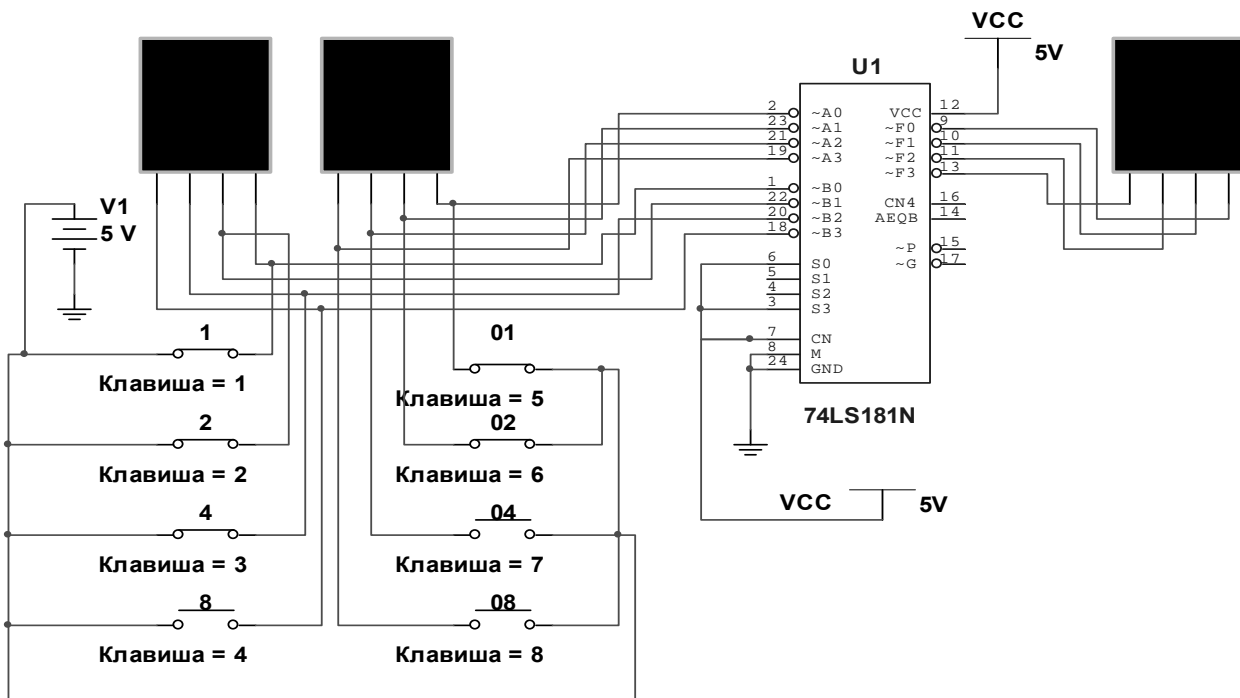 VCC
5V
U1
2 ~A0 VCC 12
23 ~A1 ~F0 9
21 ~A2 ~F1 10
19 ~A3 ~F2 11
~F3 13
1 ~B0
22 ~B1 CN4 16
20 ~B2 AEQB 14
18 ~B3
~P 15
6 S0 ~G 17
5 S1
4 S2
3 S3
7 CN
8 M
24 GND
74LS181N
V1
5 V
1
Клавиша = 1
01
Клавиша = 5
2
Клавиша = 2
02
Клавиша = 6
VCC
5V
4
Клавиша = 3
04
Клавиша = 7
8
Клавиша = 4
08
Клавиша = 8